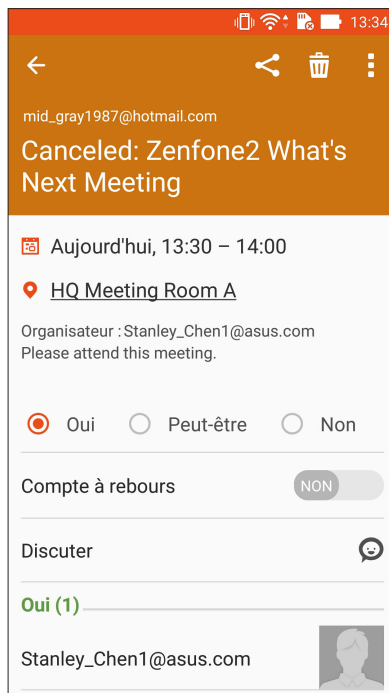 13:34
mid_gray1987@hotmail.com
Canceled: Zenfone2 What's
Next Meeting
Aujourd'hui, 13:30 – 14:00
HQ Meeting Room A
Organisateur : Stanley_Chen1@asus.com
Please attend this meeting.
Oui Peut-être Non
Compte à rebours NON
Discuter
Oui (1)
Stanley_Chen1@asus.com